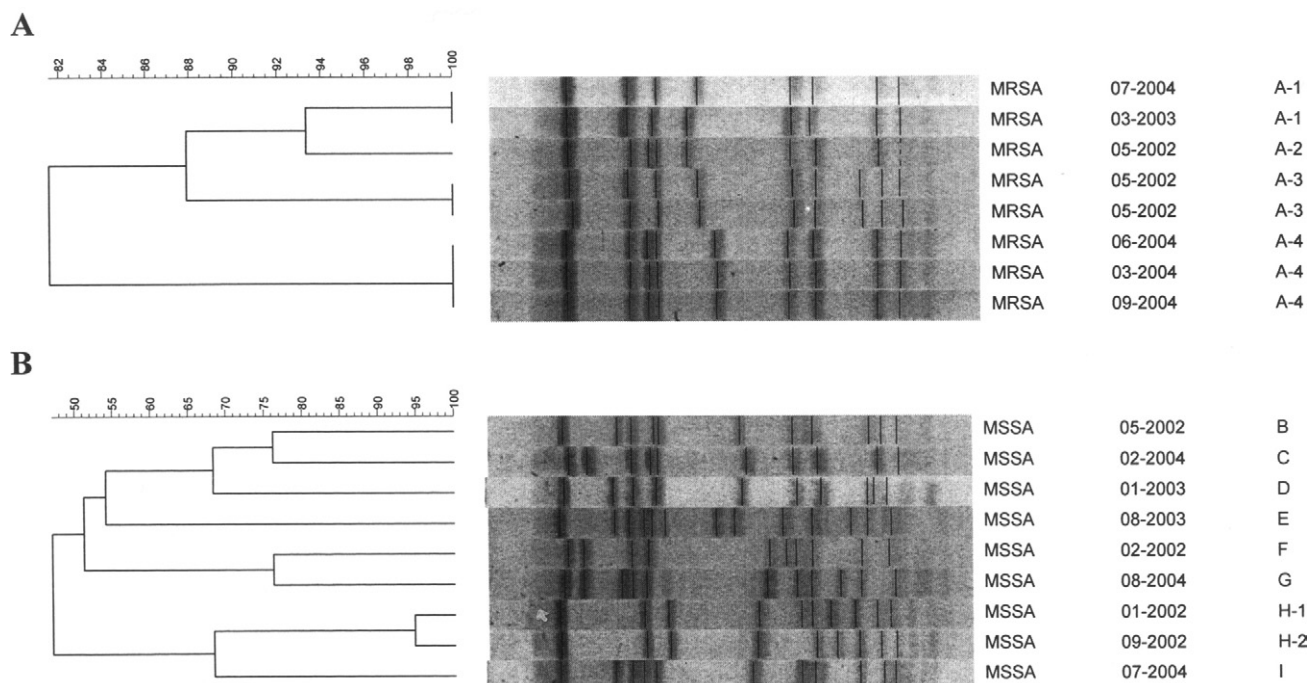 A
82 84 86 88 90 92 94 96 98 100
MRSA 07-2004 A-1
MRSA 03-2003 A-1
MRSA 05-2002 A-2
MRSA 05-2002 A-3
MRSA 05-2002 A-3
MRSA 06-2004 A-4
MRSA 03-2004 A-4
MRSA 09-2004 A-4
B
50 55 60 65 70 75 80 85 90 95 100
MSSA 05-2002 B
MSSA 02-2004 C
MSSA 01-2003 D
MSSA 08-2003 E
MSSA 02-2002 F
MSSA 08-2004 G
MSSA 01-2002 H-1
MSSA 09-2002 H-2
MSSA 07-2004 I